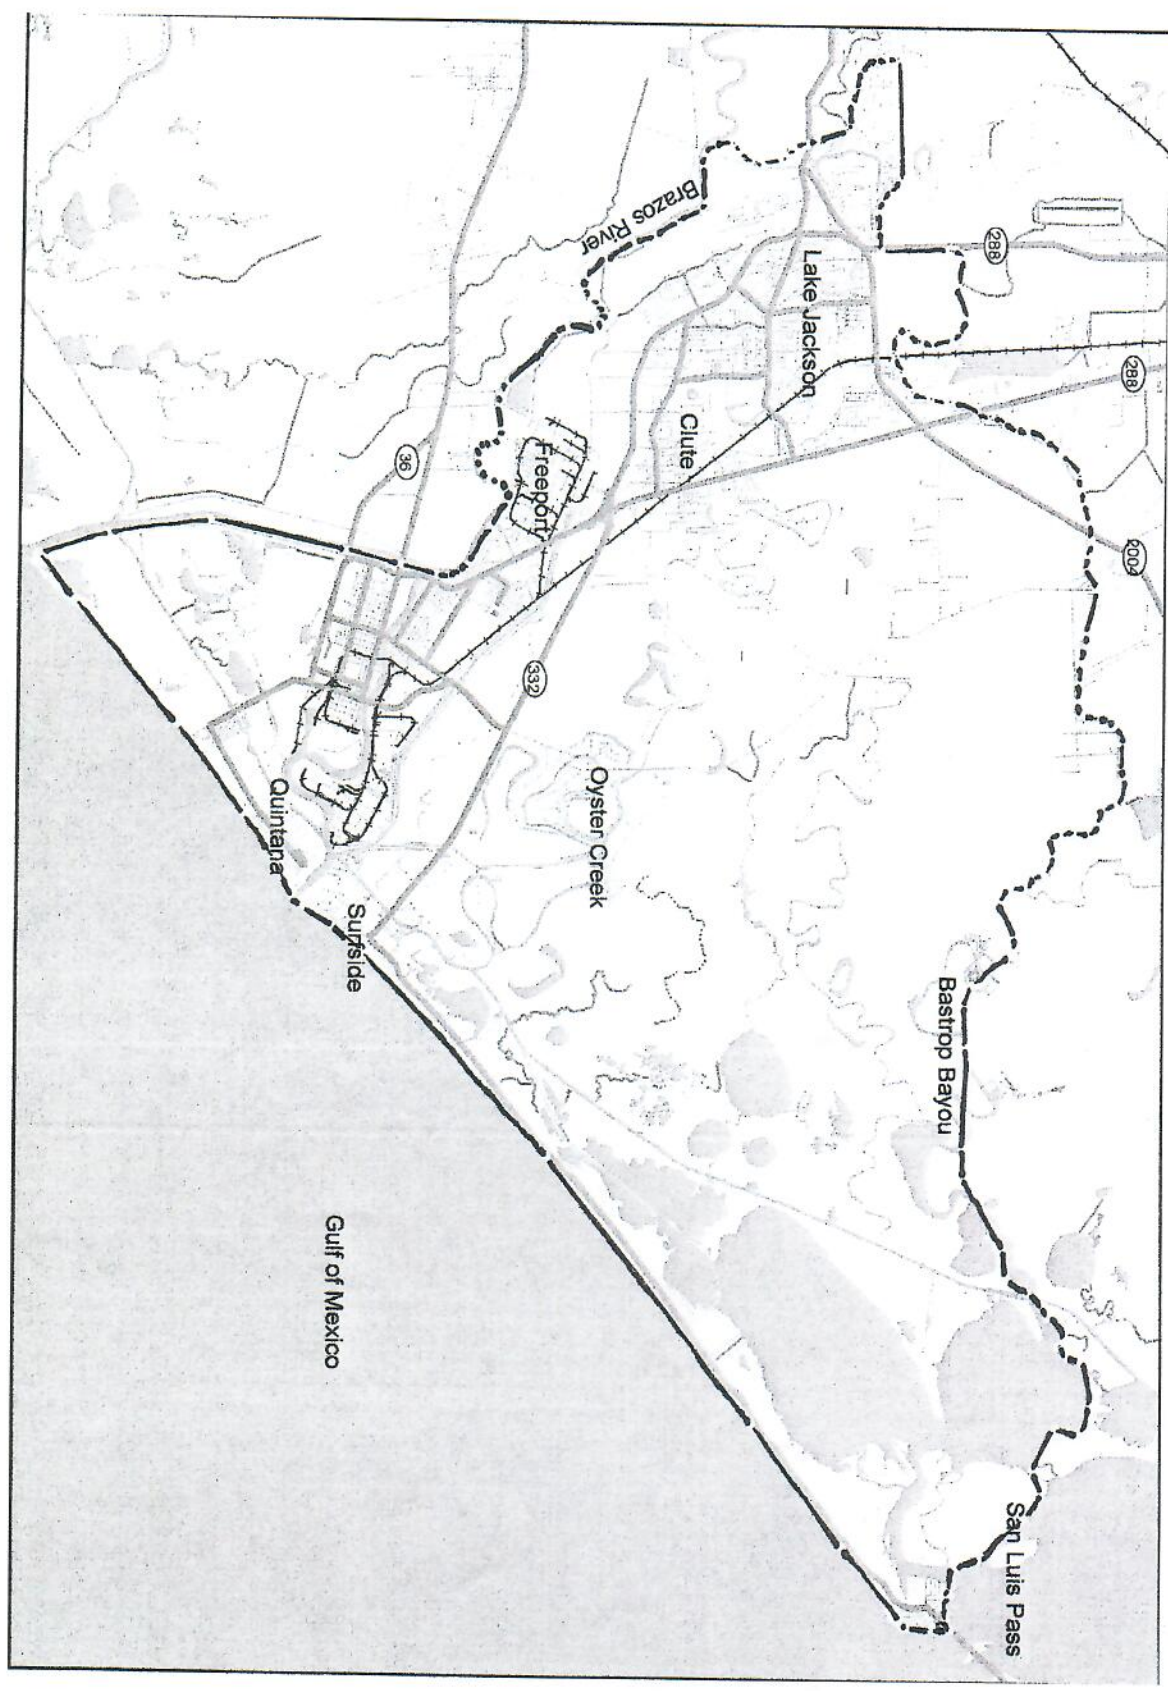 288
288
2004
Lake Jackson
Brazos River
Clute
Freeport
36
332
Oyster Creek
Bastrop Bayou
San Luis Pass
Quintana
Surfside
Gulf of Mexico